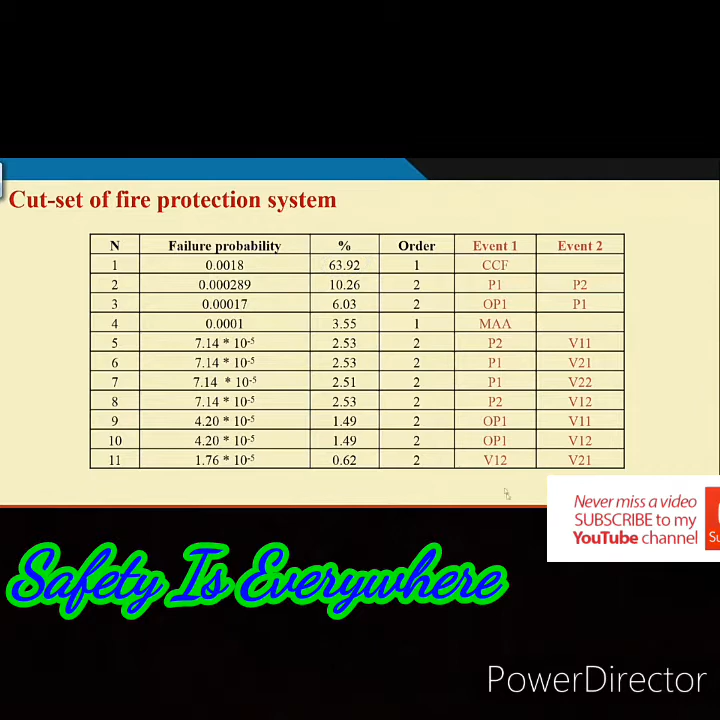 Cut-set of fire protection system
N Failure probability % Order Event 1 Event 2
1 0.0018 63.92 1 CCF
2 0.000289 10.26 2 P1 P2
3 0.00017 6.03 2 OP1 P1
4 0.0001 3.55 1 MAA
5 7.14 * 10⁻⁵ 2.53 2 P2 V11
6 7.14 * 10⁻⁵ 2.53 2 P1 V21
7 7.14 * 10⁻⁵ 2.51 2 P1 V22
8 7.14 * 10⁻⁵ 2.53 2 P2 V12
9 4.20 * 10⁻⁵ 1.49 2 OP1 V11
10 4.20 * 10⁻⁵ 1.49 2 OP1 V12
11 1.76 * 10⁻⁵ 0.62 2 V12 V21
Never miss a video
SUBSCRIBE to my
YouTube channel
Safety Is Everywhere
PowerDirector